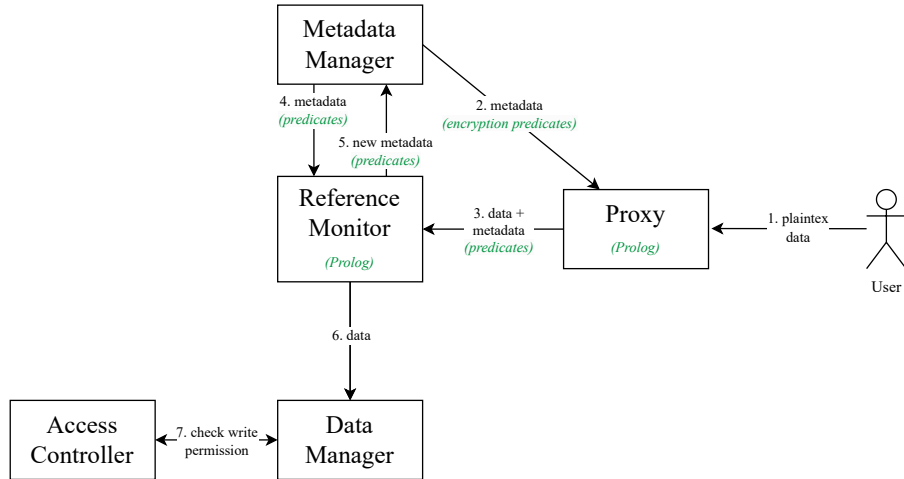 Metadata
Manager
4. metadata
(predicates)
2. metadata
(encryption predicates)
5. new metadata
(predicates)
Reference
Monitor
(Prolog)
3. data +
metadata
(predicates)
Proxy
(Prolog)
1. plaintex
data
User
6. data
Access
Controller
7. check write
permission
Data
Manager